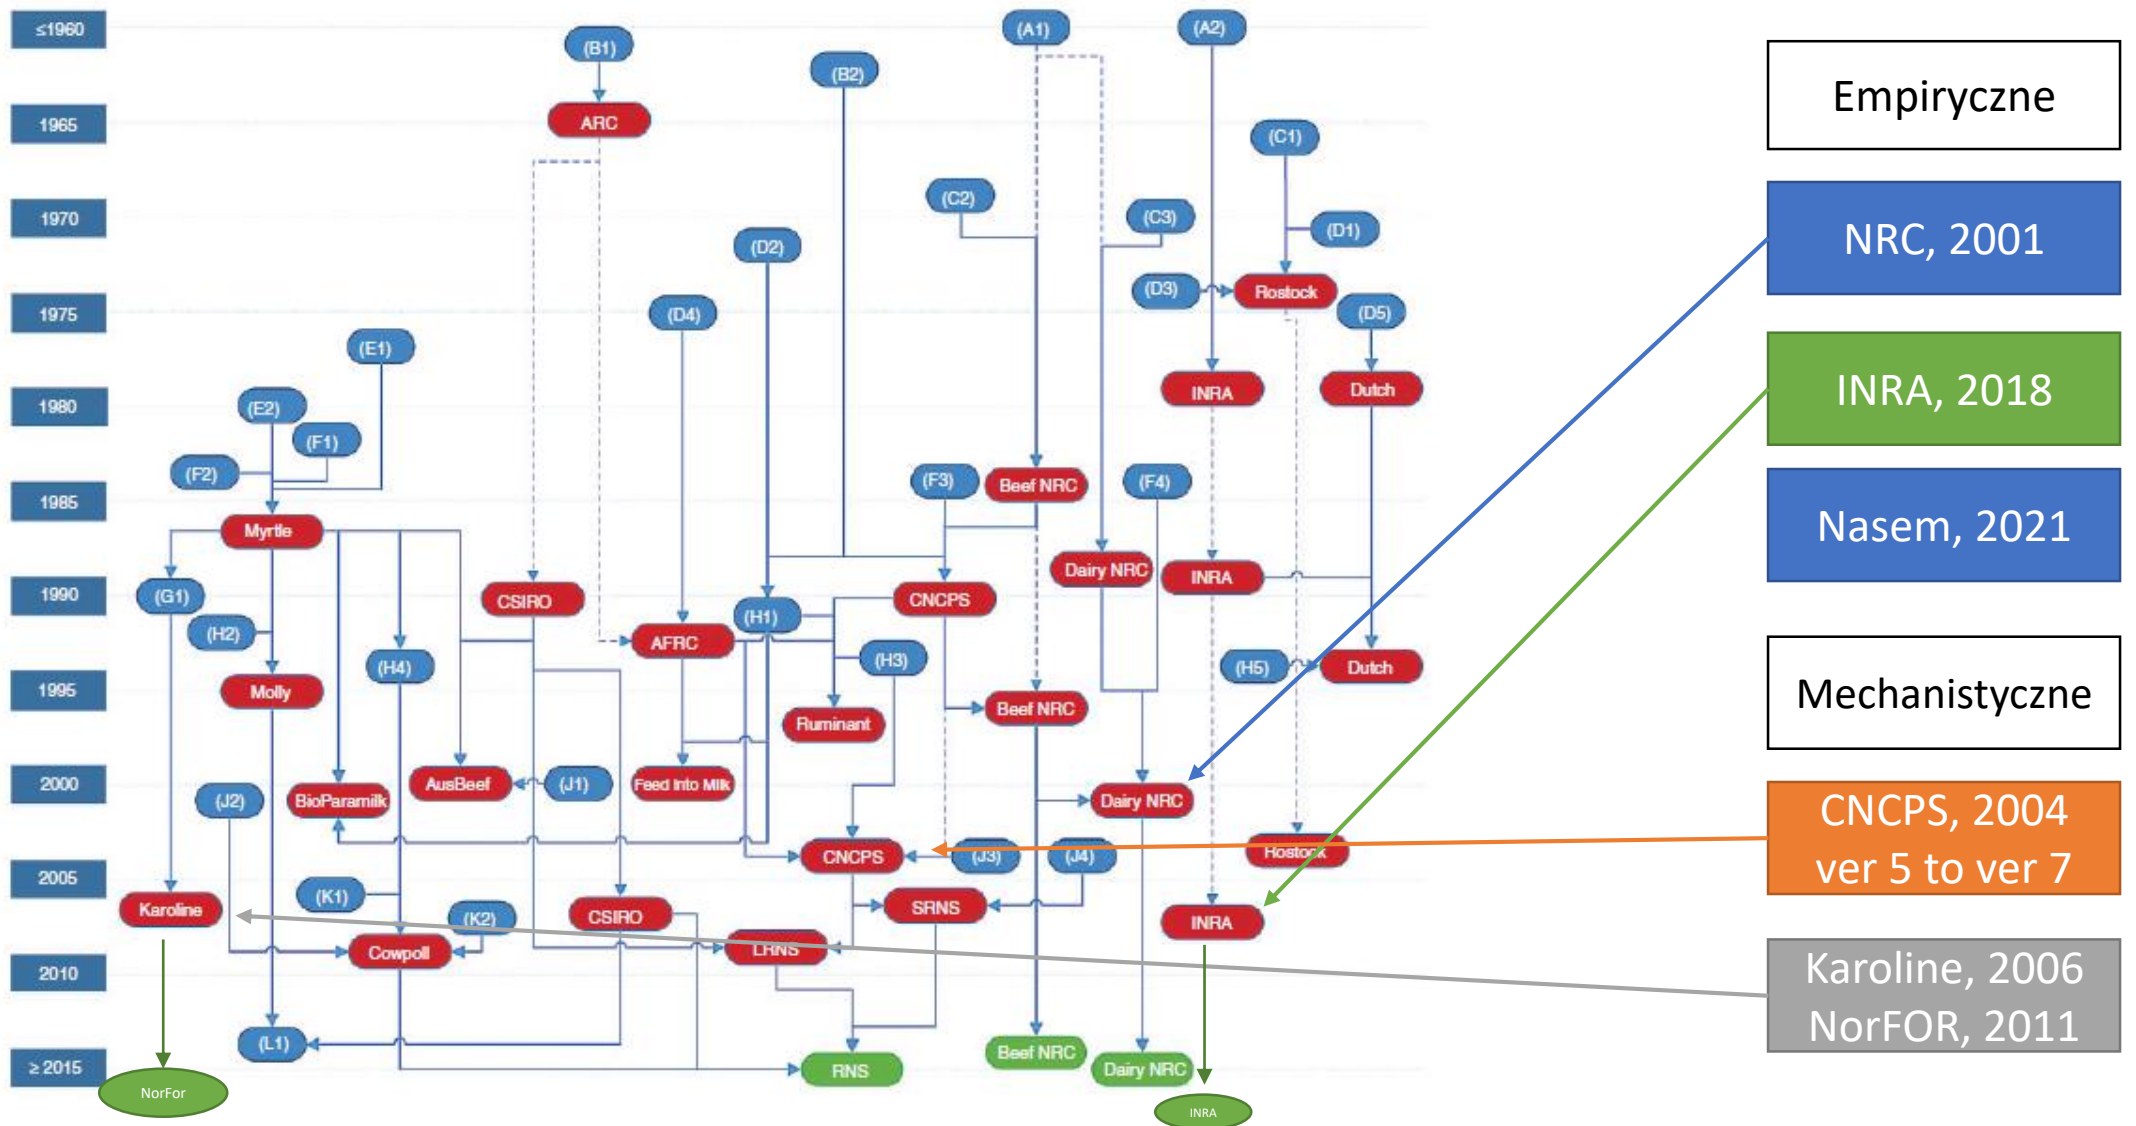 ≤1960
(A1)
(A2)
(B1)
(B2)
1965
ARC
(C1)
1970
(C2)
(C3)
(D1)
(D2)
1975
(D3)
Rostock
(D4)
(D5)
(E1)
1980
INRA
Dutch
(E2)
(F1)
(F2)
(F3)
Beef NRC
(F4)
1985
Myrtle
Dairy NRC
INRA
1990
(G1)
CSIRO
CNCPS
(H1)
(H2)
AFRC
(H3)
(H4)
(H5)
Dutch
1995
Molly
Beef NRC
Ruminant
2000
(J2)
BioParamilk
AusBeef
(J1)
Feed Into Milk
Dairy NRC
CNCPS
(J3)
(J4)
Rostock
2005
Karoline
(K1)
(K2)
CSIRO
SRNS
INRA
Cowpoll
LRNS
2010
(L1)
Beef NRC
≥ 2015
RNS
Dairy NRC
NorFor
INRA
Empiryczne
NRC, 2001
INRA, 2018
Nasem, 2021
Mechanistyczne
CNCPS, 2004
ver 5 to ver 7
Karoline, 2006
NorFOR, 2011